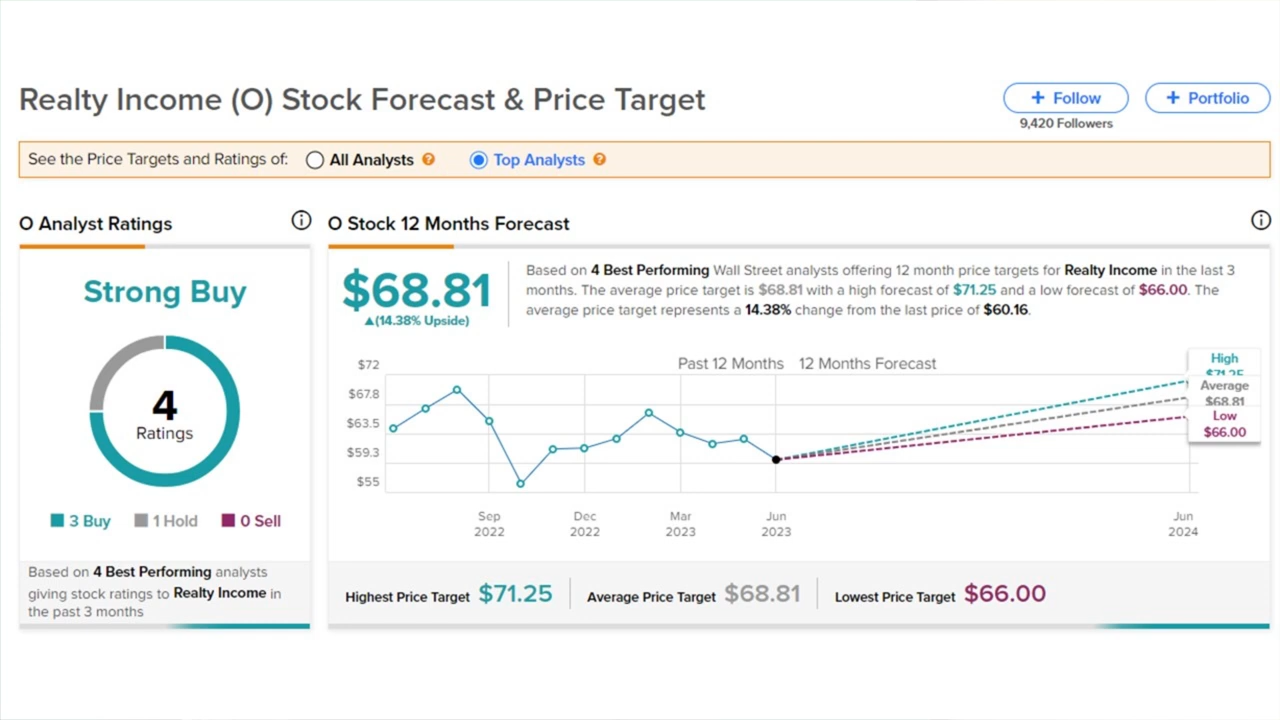 Realty Income (O) Stock Forecast & Price Target
+ Follow
+ Portfolio
9,420 Followers
See the Price Targets and Ratings of:
All Analysts ?
Top Analysts ?
O Analyst Ratings
Strong Buy
4
Ratings
3 Buy
1 Hold
0 Sell
Based on 4 Best Performing analysts
giving stock ratings to Realty Income in
the past 3 months
O Stock 12 Months Forecast
$68.81
▲(14.38% Upside)
Based on 4 Best Performing Wall Street analysts offering 12 month price targets for Realty Income in the last 3
months. The average price target is $68.81 with a high forecast of $71.25 and a low forecast of $66.00. The
average price target represents a 14.38% change from the last price of $60.16.
Past 12 Months
12 Months Forecast
$72
$67.8
$63.5
$59.3
$55
High
$71.25
Average
$68.81
Low
$66.00
Sep
2022
Dec
2022
Mar
2023
Jun
2023
Jun
2024
Highest Price Target $71.25
Average Price Target $68.81
Lowest Price Target $66.00